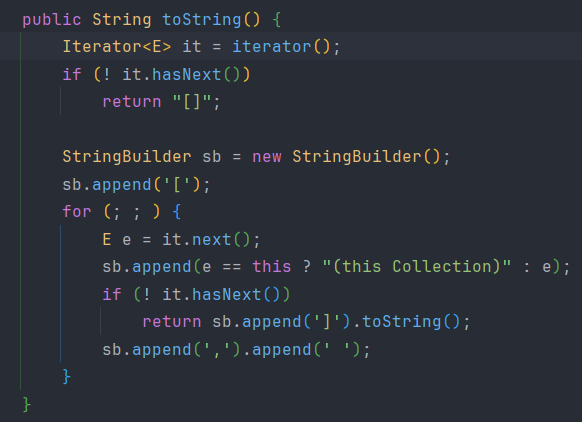 public String toString() {
    Iterator<E> it = iterator();
    if (! it.hasNext())
        return "[]";

    StringBuilder sb = new StringBuilder();
    sb.append('[');
    for (; ; ) {
        E e = it.next();
        sb.append(e == this ? "(this Collection)" : e);
        if (! it.hasNext())
            return sb.append(']').toString();
        sb.append(',').append(' ');
    }
}